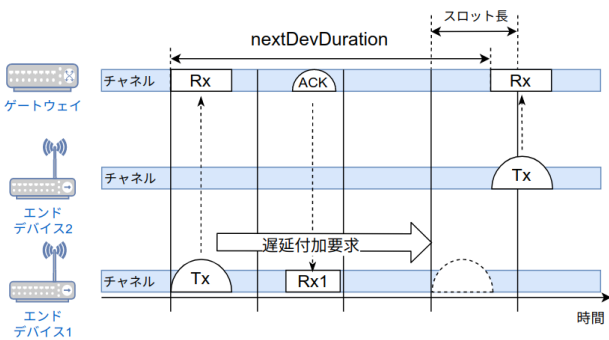 スロット長
nextDevDuration
チャネル
Rx
ACK
Rx
ゲートウェイ
チャネル
Tx
エンド
デバイス2
遅延付加要求
チャネル
Tx
Rx1
時間
エンド
デバイス1